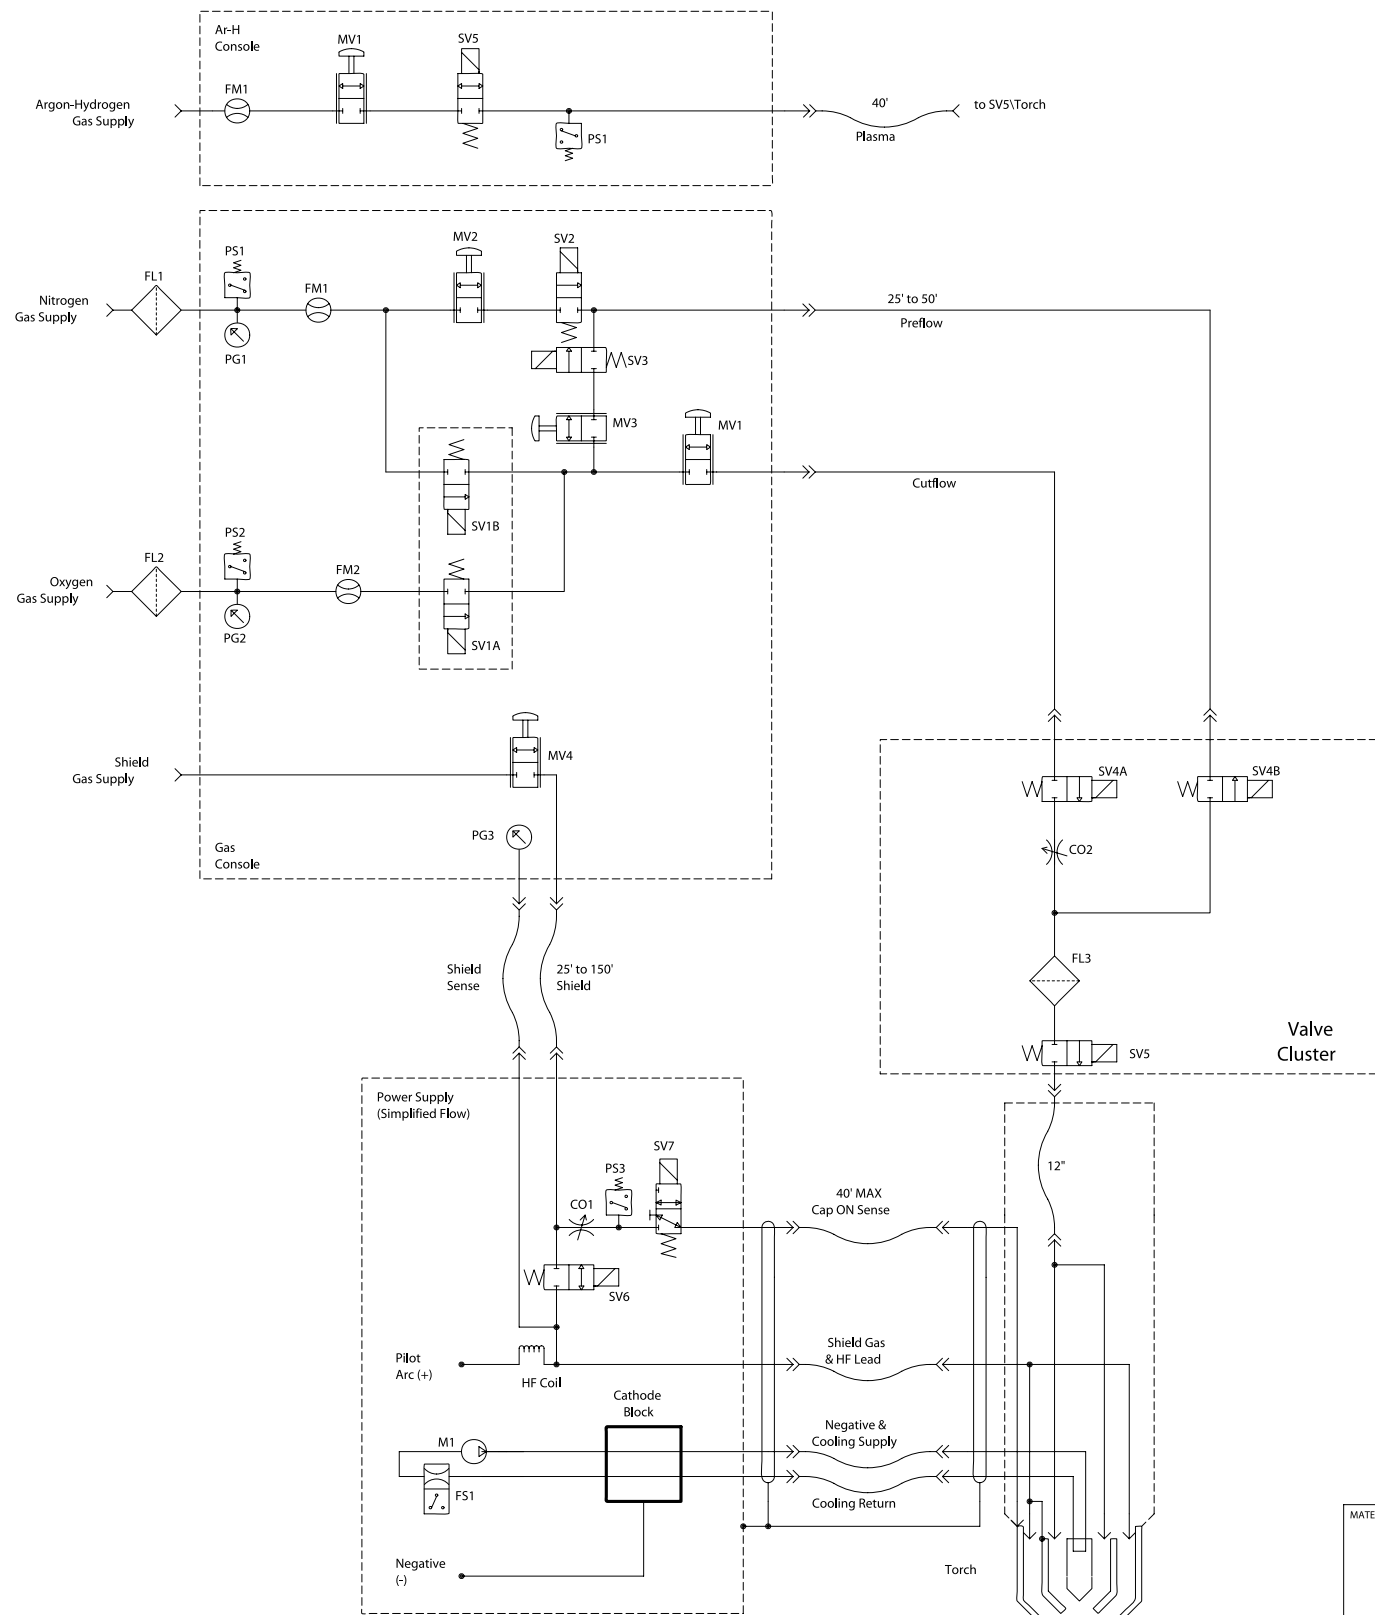 Ar-H
Console
MV1
SV5
FM1
Argon-Hydrogen
Gas Supply
PS1
40'
Plasma
to SV5\Torch
PS1
MV2
SV2
FL1
Nitrogen
Gas Supply
FM1
PG1
SV3
25' to 50'
Preflow
MV3
MV1
Cutflow
SV1B
PS2
FL2
Oxygen
Gas Supply
FM2
PG2
SV1A
Shield
Gas Supply
MV4
PG3
Gas
Console
SV4A
SV4B
CO2
FL3
SV5
Valve
Cluster
Shield
Sense
25' to 150'
Shield
Power Supply
(Simplified Flow)
SV7
PS3
CO1
SV6
40' MAX
Cap ON Sense
12"
Pilot
Arc (+)
HF Coil
Shield Gas
& HF Lead
Cathode
Block
M1
FS1
Negative &
Cooling Supply
Cooling Return
Negative
(-)
Torch
MATE